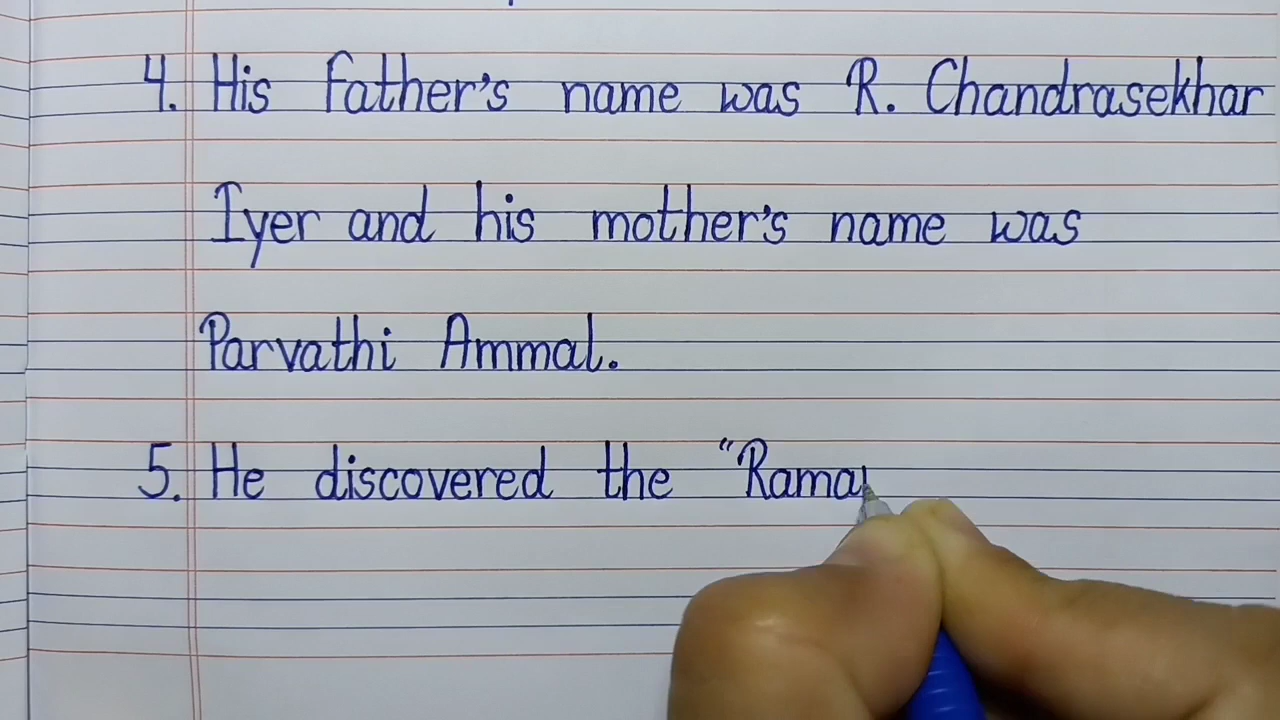 4. His father's name was R. Chandrasekhar
Iyer and his mother's name was
Parvathi Ammal.
5. He discovered the "Rama